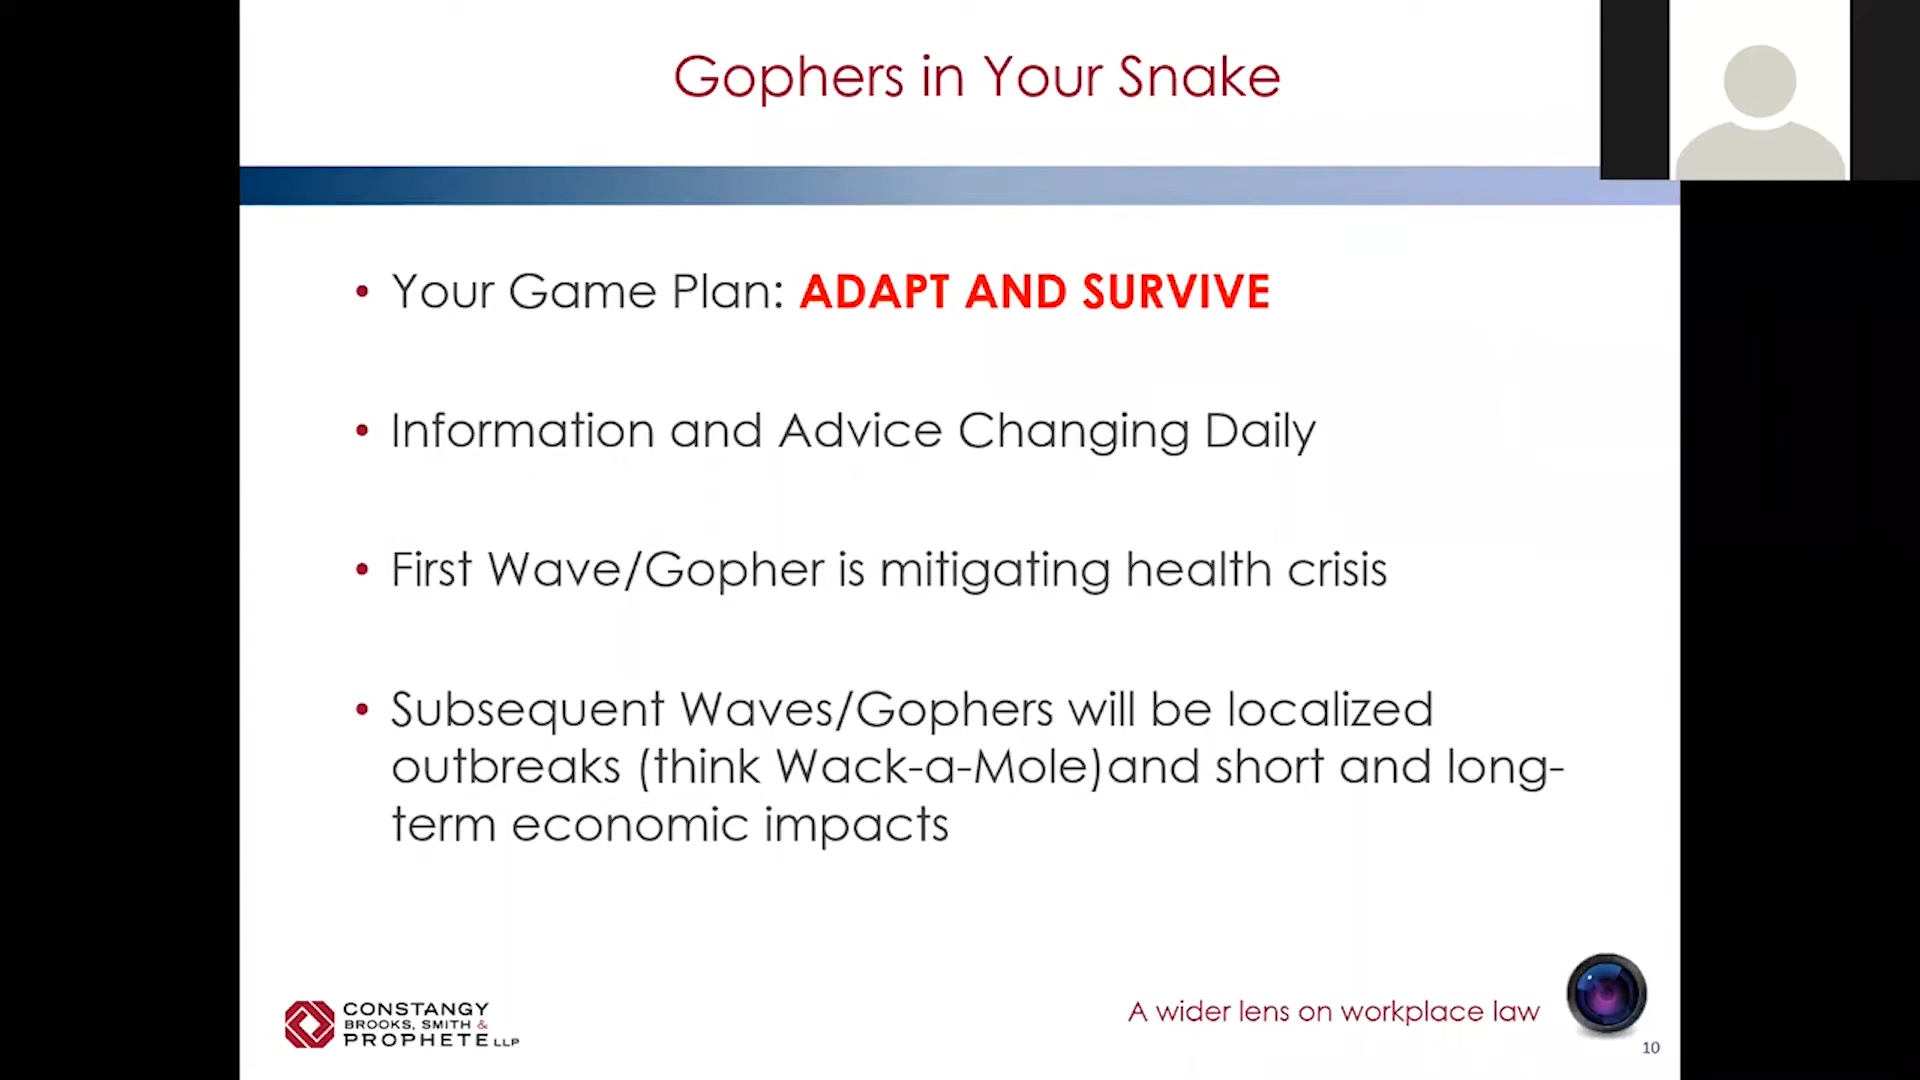 Gophers in Your Snake
• Your Game Plan: ADAPT AND SURVIVE
• Information and Advice Changing Daily
• First Wave/Gopher is mitigating health crisis
• Subsequent Waves/Gophers will be localized
outbreaks (think Wack-a-Mole)and short and long-
term economic impacts
CONSTANGY
BROOKS, SMITH &
PROPHETE LLP
A wider lens on workplace law
10